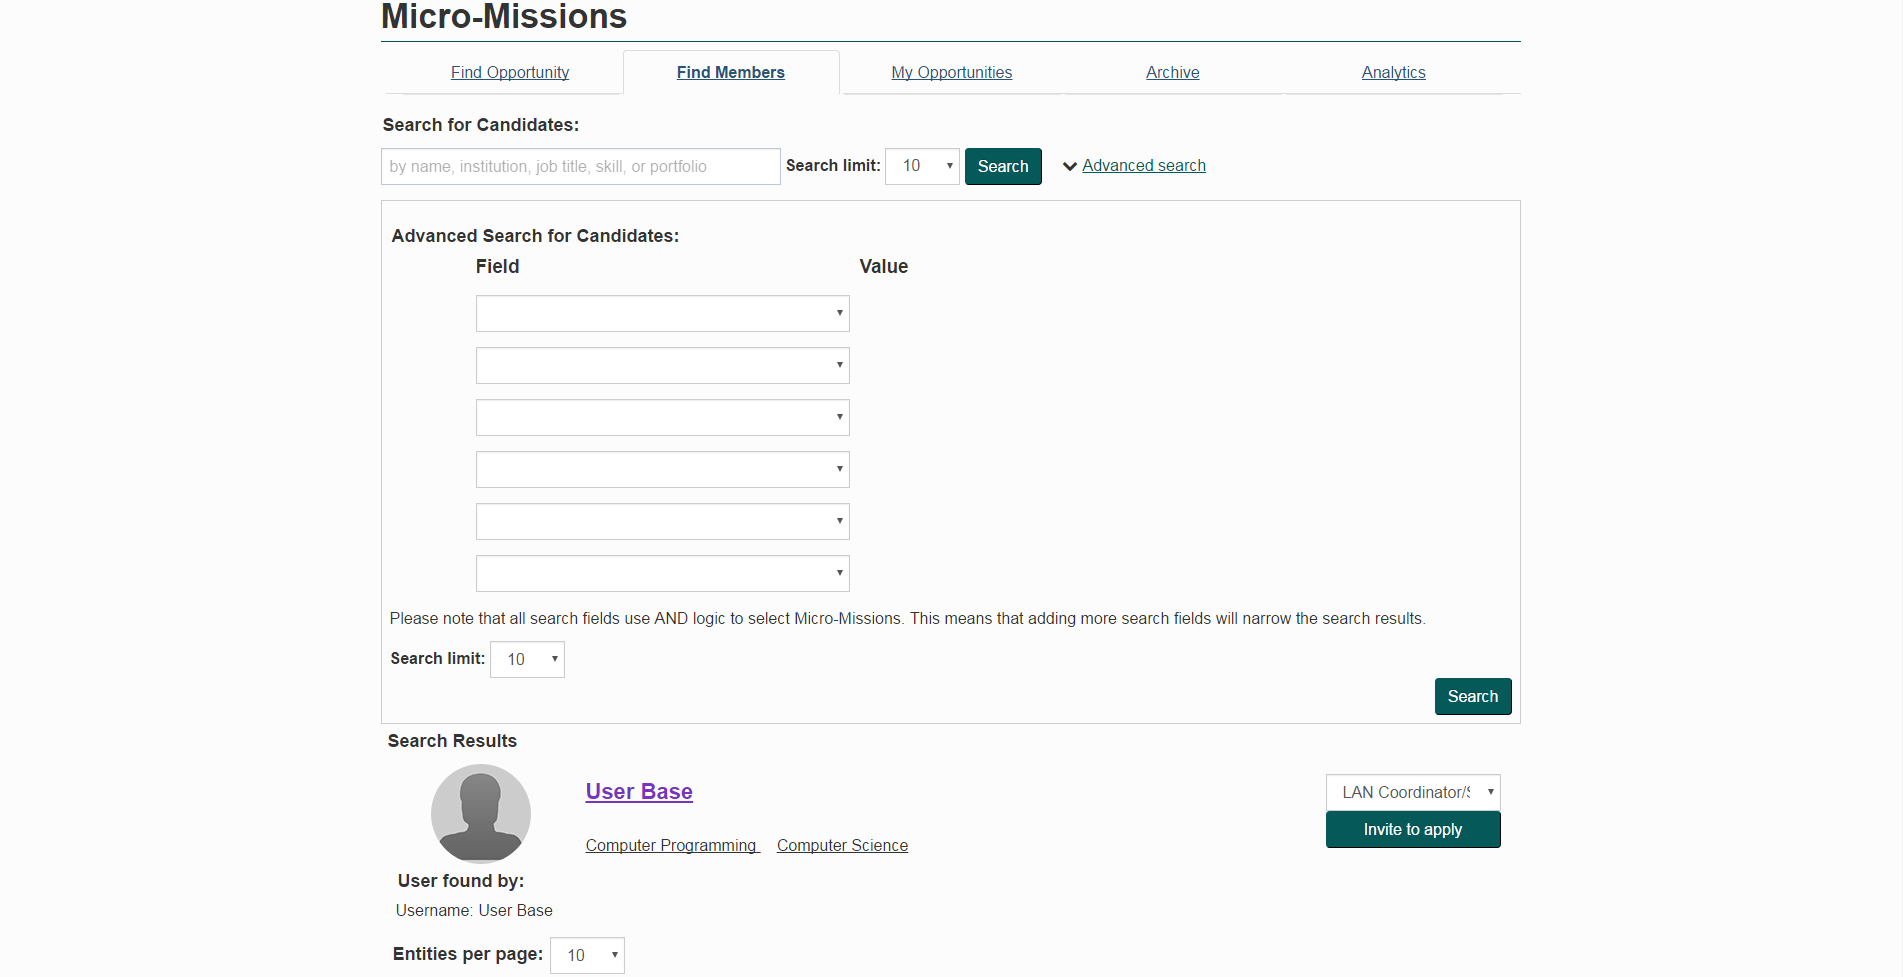 Micro-Missions
Find Opportunity Find Members My Opportunities Archive Analytics
Search for Candidates:
by name, institution, job title, skill, or portfolio Search limit: 10 Search Advanced search
Advanced Search for Candidates:
Field Value
Please note that all search fields use AND logic to select Micro-Missions. This means that adding more search fields will narrow the search results.
Search limit: 10
Search
Search Results
User Base
LAN Coordinator/S
Invite to apply
Computer Programming Computer Science
User found by:
Username: User Base
Entities per page: 10